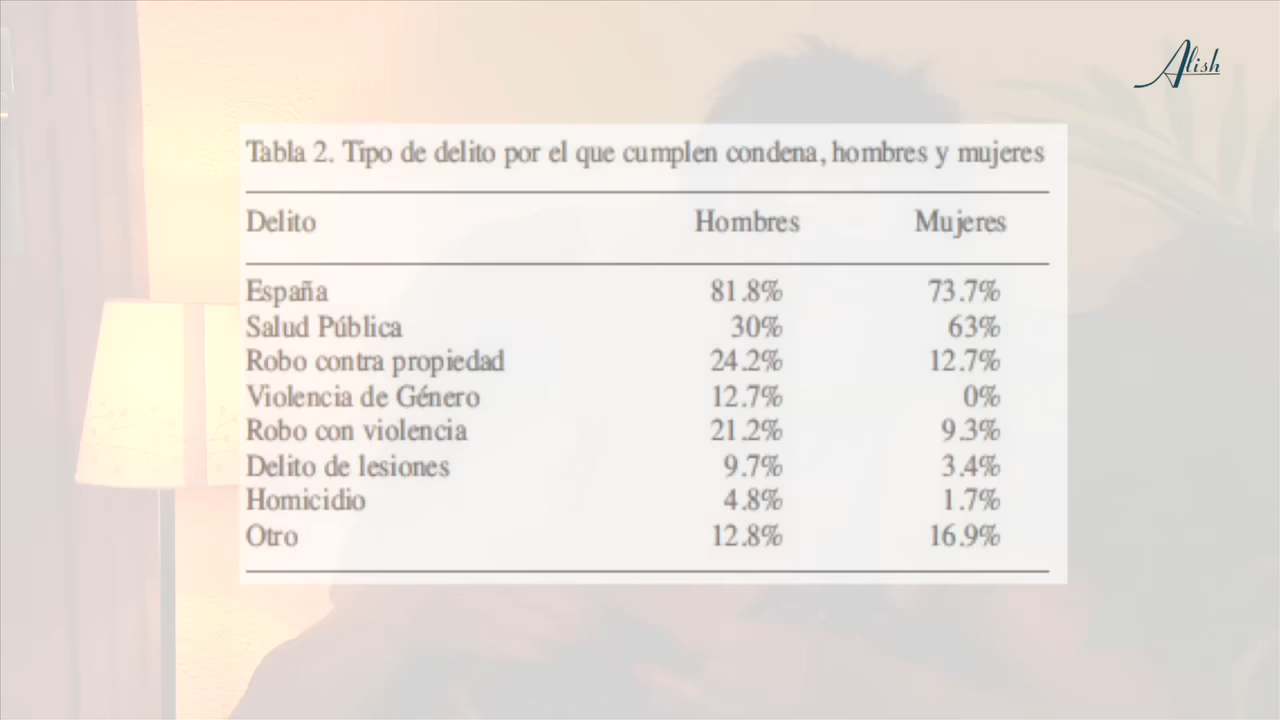 Alish
Tabla 2. Tipo de delito por el que cumplen condena, hombres y mujeres
Delito Hombres Mujeres
España 81.8% 73.7%
Salud Pública 30% 63%
Robo contra propiedad 24.2% 12.7%
Violencia de Género 12.7% 0%
Robo con violencia 21.2% 9.3%
Delito de lesiones 9.7% 3.4%
Homicidio 4.8% 1.7%
Otro 12.8% 16.9%